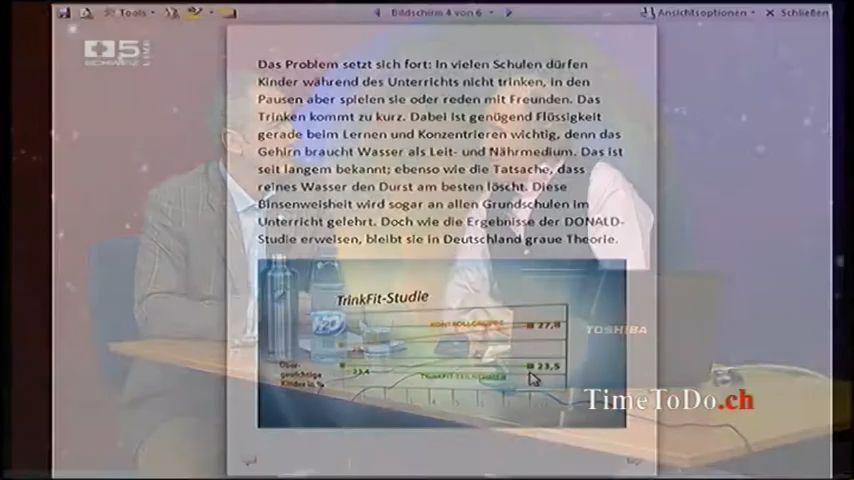 Tools
Bildschirm 4 von 6
Ansichtsoptionen
Schließen
5
SCHWEIZ
LIVE
Das Problem setzt sich fort: In vielen Schulen dürfen
Kinder während des Unterrichts nicht trinken, in den
Pausen aber spielen sie oder reden mit Freunden. Das
Trinken kommt zu kurz. Dabei ist genügend Flüssigkeit
gerade beim Lernen und Konzentrieren wichtig, denn das
Gehirn braucht Wasser als Leit- und Nährmedium. Das ist
seit langem bekannt; ebenso wie die Tatsache, dass
reines Wasser den Durst am besten löscht. Diese
Binsenweisheit wird sogar an allen Grundschulen im
Unterricht gelehrt. Doch wie die Ergebnisse der DONALD-
Studie erweisen, bleibt sie in Deutschland graue Theorie.
TrinkFit-Studie
KONTROLLGRUPPE
27,8
TOSHIBA
H2O
Über-
gewichtige
Kinder in %
23,4
23,5
TimeToDo.ch